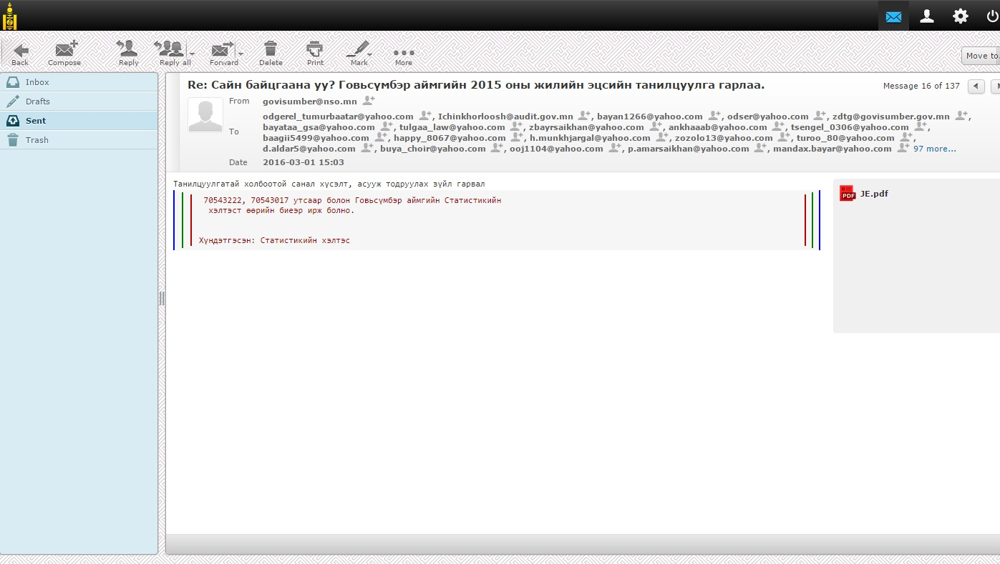 Back
Compose
Reply
Reply all
Forward
Delete
Print
Mark
More
Move to
Inbox
Drafts
Sent
Trash
Re: Сайн байцгаана уу? Говьсүмбэр аймгийн 2015 оны жилийн эцсийн танилцуулга гарлаа.
Message 16 of 137
From govisumber@nso.mn
To odgerel_tumurbaatar@yahoo.com, Ichinkhorloosh@audit.gov.mn, bayan1266@yahoo.com, odser@yahoo.com, zdtg@govisumber.gov.mn,
bayataa_gsa@yahoo.com, tulgaa_law@yahoo.com, zbayrsaikhan@yahoo.com, ankhaaab@yahoo.com, tsengel_0306@yahoo.com,
baagii5499@yahoo.com, happy_8067@yahoo.com, h.munkhjargal@yahoo.com, zozolo13@yahoo.com, turoo_80@yahoo.com,
d.aldar5@yahoo.com, buya_choir@yahoo.com, ooj1104@yahoo.com, p.amarsaikhan@yahoo.com, mandax.bayar@yahoo.com 97 more...
Date 2016-03-01 15:03
Танилцуулгатай холбоотой санал хүсэлт, асууж тодруулах зүйл гарвал
70543222, 70543017 утсаар болон Говьсүмбэр аймгийн Статистикийн
хэлтэст өөрийн биеэр ирж болно.
Хүндэтгэсэн: Статистикийн хэлтэс
PDF JE.pdf